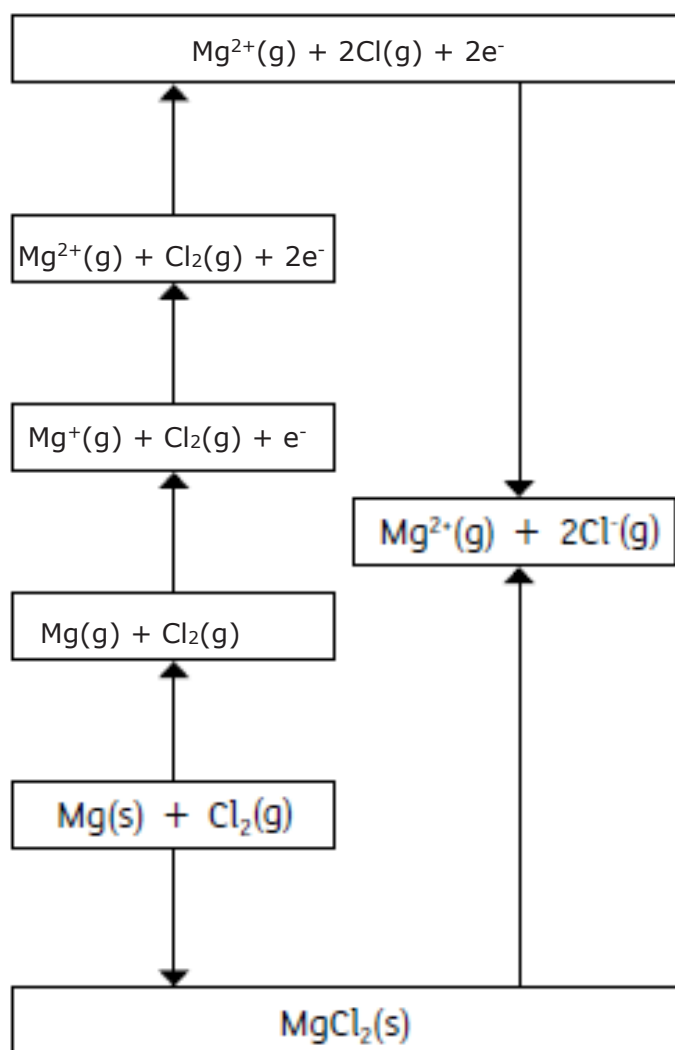 Mg²⁺(g) + 2Cl(g) + 2e⁻
Mg²⁺(g) + Cl₂(g) + 2e⁻
Mg⁺(g) + Cl₂(g) + e⁻
Mg²⁺(g) + 2Cl⁻(g)
Mg(g) + Cl₂(g)
Mg(s) + Cl₂(g)
MgCl₂(s)